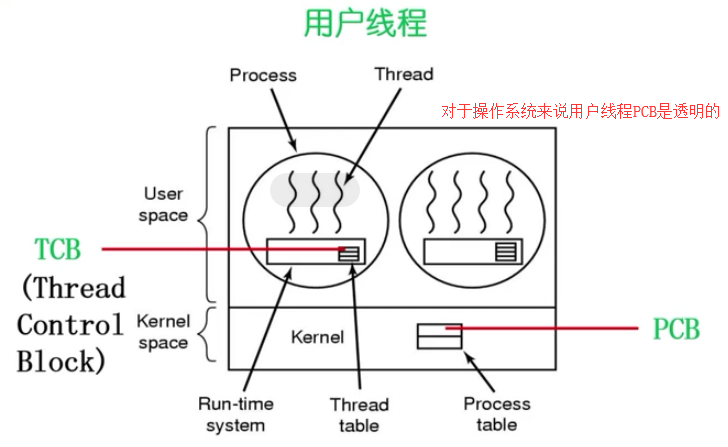 用户线程
Process
Thread
对于操作系统来说用户线程PCB是透明的
User
space
TCB
(Thread
Control
Block)
Kernel
space
Kernel
PCB
Run-time
system
Thread
table
Process
table